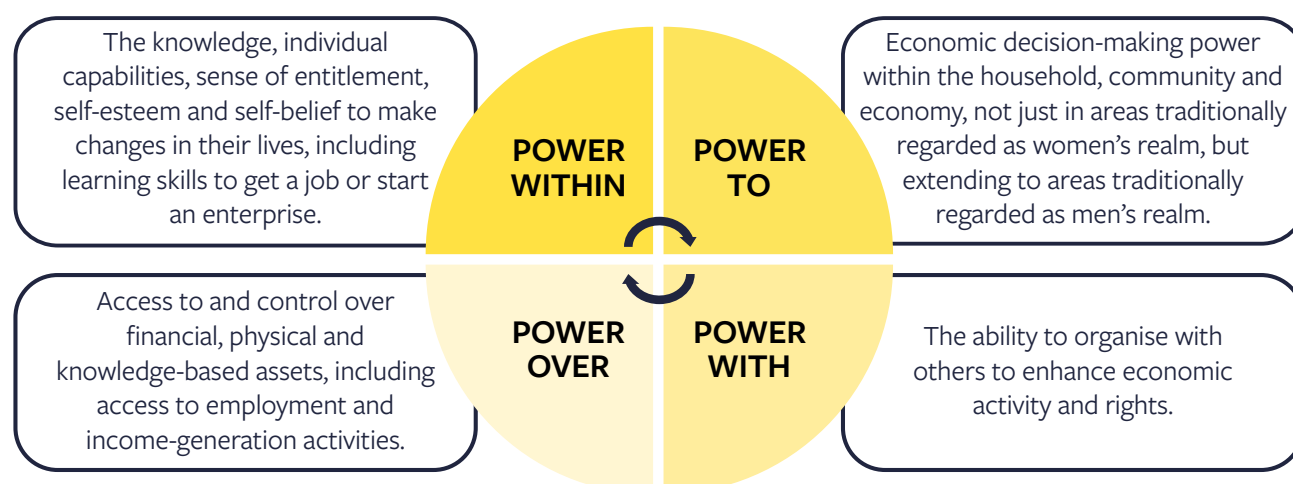 The knowledge, individual
capabilities, sense of entitlement,
self-esteem and self-belief to make
changes in their lives, including
learning skills to get a job or start
an enterprise.
POWER
WITHIN
POWER
TO
Economic decision-making power
within the household, community and
economy, not just in areas traditionally
regarded as women’s realm, but
extending to areas traditionally
regarded as men’s realm.
Access to and control over
financial, physical and
knowledge-based assets, including
access to employment and
income-generation activities.
POWER
OVER
POWER
WITH
The ability to organise with
others to enhance economic
activity and rights.